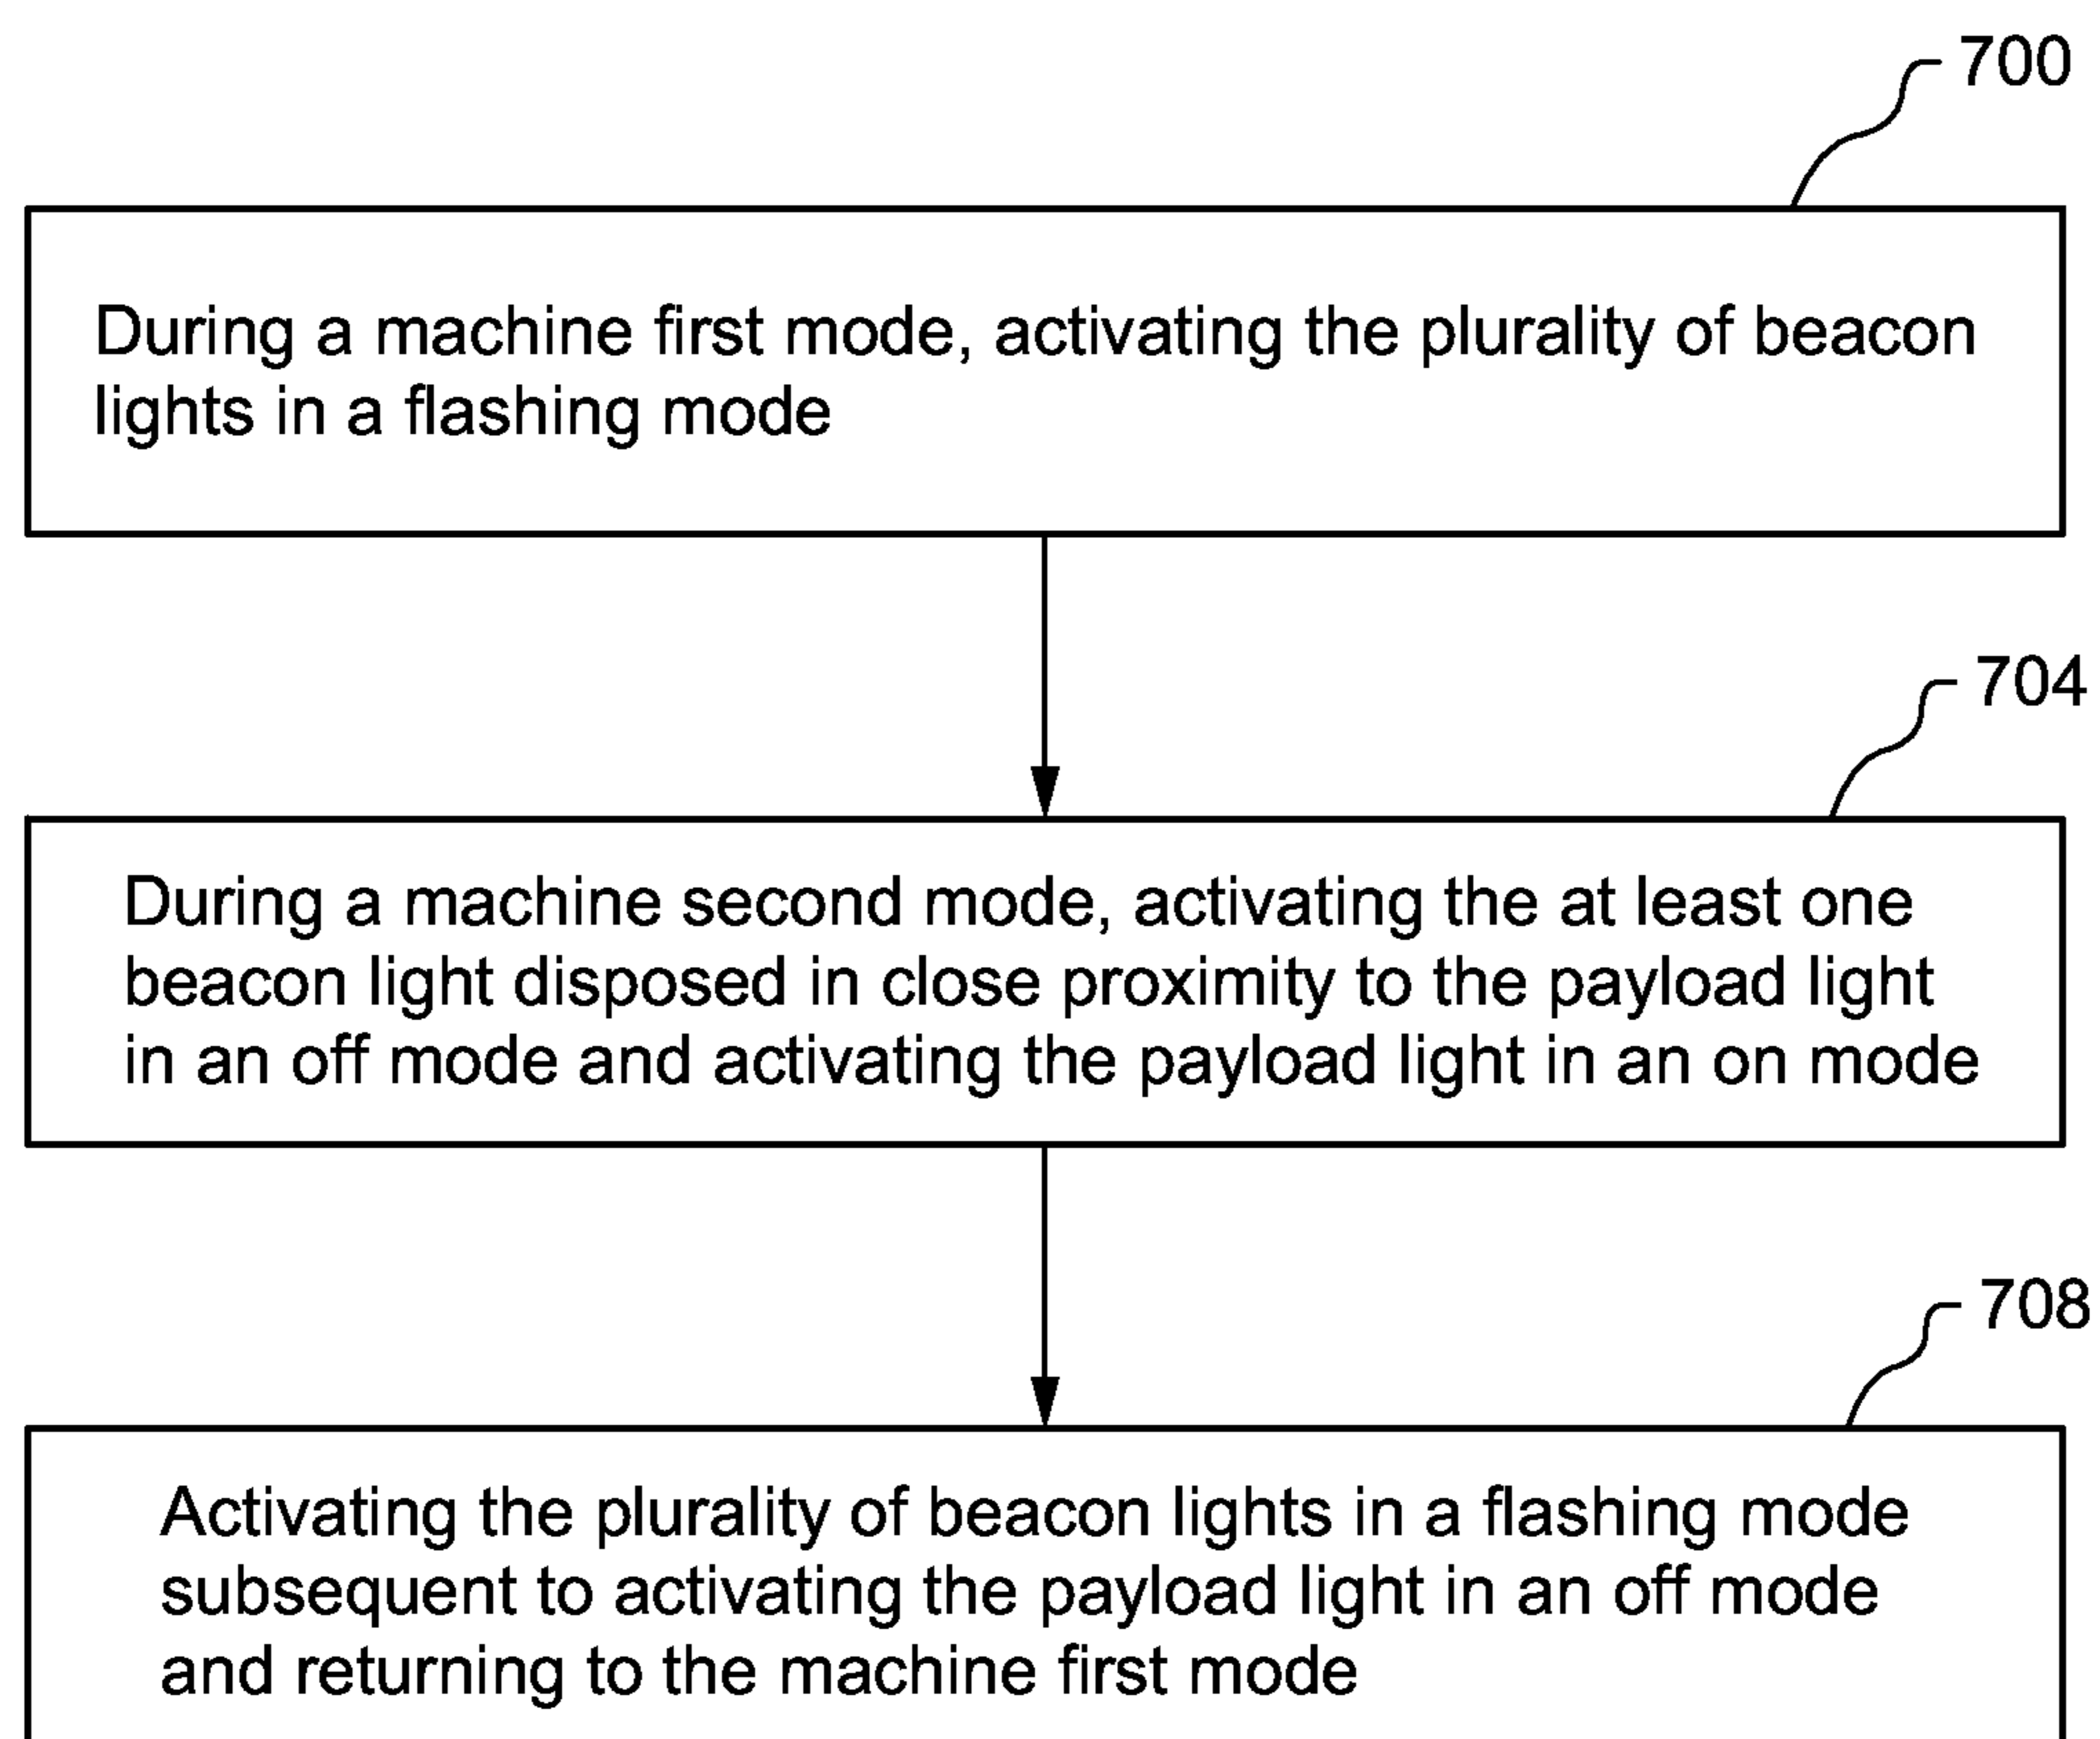 700
During a machine first mode, activating the plurality of beacon
lights in a flashing mode
704
During a machine second mode, activating the at least one
beacon light disposed in close proximity to the payload light
in an off mode and activating the payload light in an on mode
708
Activating the plurality of beacon lights in a flashing mode
subsequent to activating the payload light in an off mode
and returning to the machine first mode